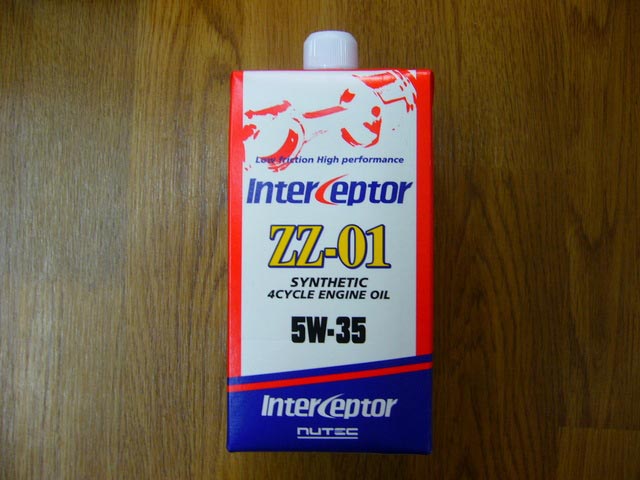 Low friction High performance
Interceptor
ZZ-01
SYNTHETIC
4CYCLE ENGINE OIL
5W-35
Interceptor
NUTEC